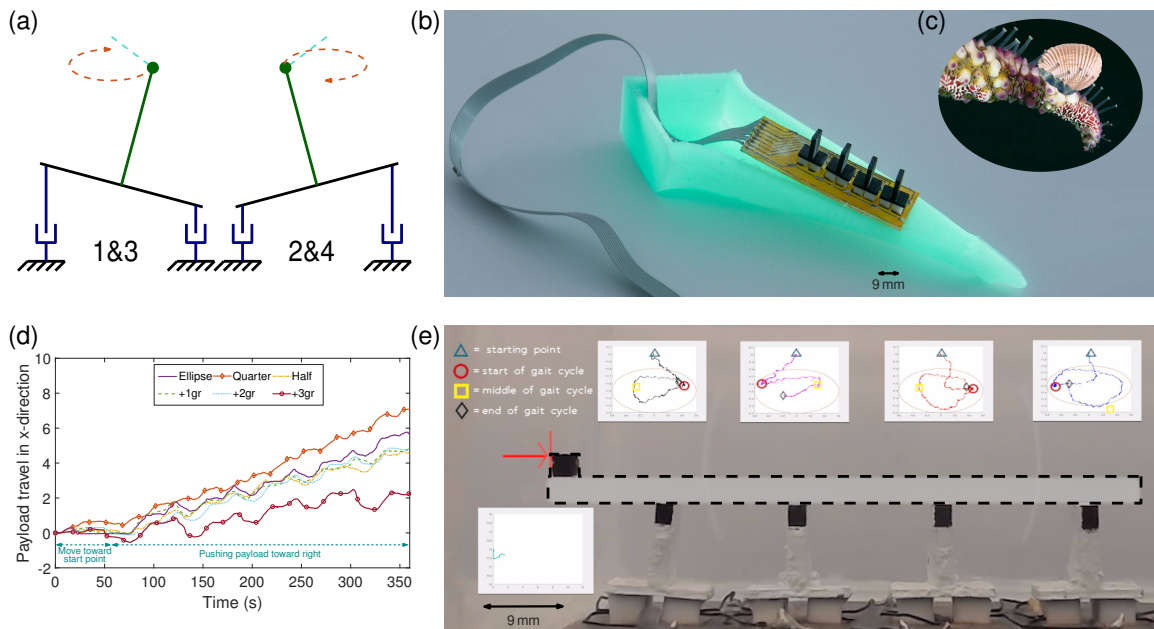 (a)
1&3
2&4
(b)
9 mm
(c)
(d)
Payload travel in x-direction
10
8
6
4
2
0
-2
Ellipse
Quarter
Half
+1gr
+2gr
+3gr
Move toward
start point
Pushing payload toward right
0
50
100
150
200
250
300
350
Time (s)
(e)
= starting point
= start of gait cycle
= middle of gait cycle
=end of gait cycle
9 mm